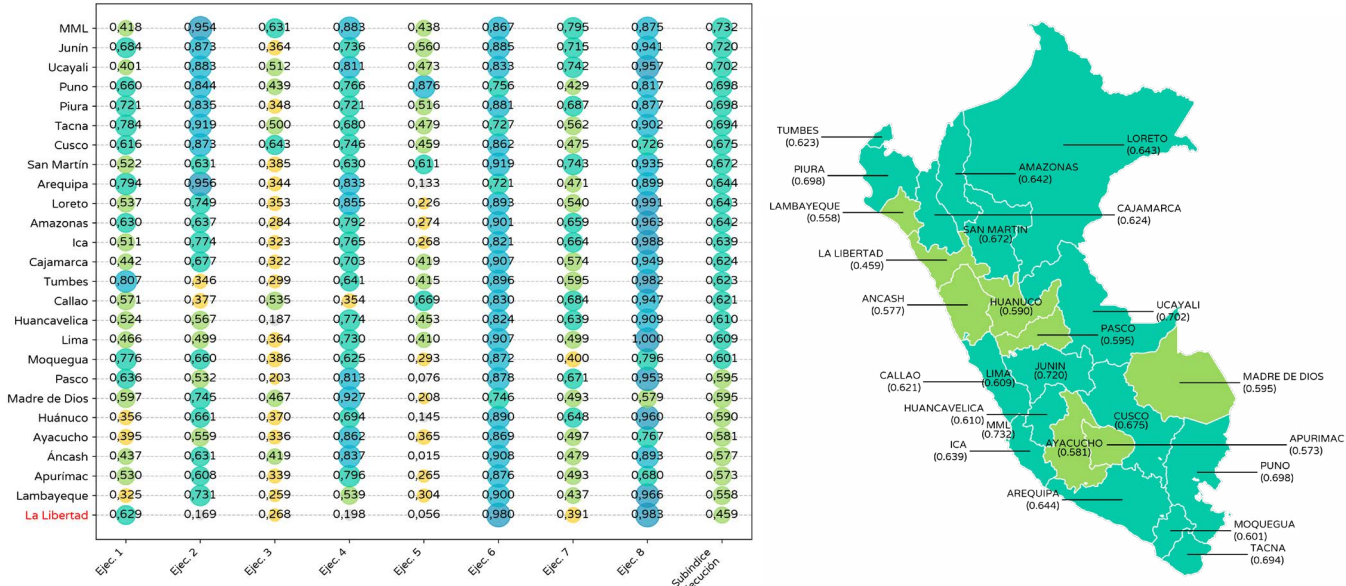 MML 0,418 0,954 0,631 0,883 0,438 0,867 0,795 0,875 0,732
Junín 0,684 0,873 0,364 0,736 0,560 0,885 0,715 0,941 0,720
Ucayali 0,401 0,883 0,512 0,811 0,473 0,833 0,742 0,957 0,702
Puno 0,660 0,844 0,439 0,766 0,876 0,756 0,429 0,817 0,698
Piura 0,721 0,835 0,348 0,721 0,516 0,881 0,687 0,877 0,698
Tacna 0,784 0,919 0,500 0,680 0,479 0,727 0,562 0,902 0,694
Cusco 0,616 0,873 0,643 0,746 0,459 0,862 0,475 0,726 0,675
San Martín 0,522 0,631 0,385 0,630 0,611 0,919 0,743 0,935 0,672
Arequipa 0,794 0,956 0,344 0,833 0,133 0,721 0,471 0,899 0,644
Loreto 0,537 0,749 0,353 0,855 0,226 0,893 0,540 0,991 0,643
Amazonas 0,630 0,637 0,284 0,792 0,274 0,901 0,659 0,963 0,642
Ica 0,511 0,774 0,323 0,765 0,268 0,821 0,664 0,988 0,639
Cajamarca 0,442 0,677 0,322 0,703 0,419 0,907 0,574 0,949 0,624
Tumbes 0,807 0,346 0,299 0,641 0,415 0,896 0,595 0,982 0,623
Callao 0,571 0,377 0,535 0,354 0,669 0,830 0,684 0,947 0,621
Huancavelica 0,524 0,567 0,187 0,774 0,453 0,824 0,639 0,909 0,610
Lima 0,466 0,499 0,364 0,730 0,410 0,907 0,499 1,000 0,609
Moquegua 0,776 0,660 0,386 0,625 0,293 0,872 0,400 0,796 0,601
Pasco 0,636 0,532 0,203 0,813 0,076 0,878 0,671 0,953 0,595
Madre de Dios 0,597 0,745 0,467 0,927 0,208 0,746 0,493 0,579 0,595
Huánuco 0,356 0,661 0,370 0,694 0,145 0,890 0,648 0,960 0,590
Ayacucho 0,395 0,559 0,336 0,862 0,365 0,869 0,497 0,767 0,581
Áncash 0,437 0,631 0,419 0,837 0,015 0,908 0,479 0,893 0,577
Apurímac 0,530 0,608 0,339 0,796 0,265 0,876 0,493 0,680 0,573
Lambayeque 0,325 0,731 0,259 0,539 0,304 0,900 0,437 0,966 0,558
La Libertad 0,629 0,169 0,268 0,198 0,056 0,980 0,391 0,983 0,459
Ejec. 1 Ejec. 2 Ejec. 3 Ejec. 4 Ejec. 5 Ejec. 6 Ejec. 7 Ejec. 8 Subíndice
TUMBES
(0.623)
LORETO
(0.643)
PIURA
(0.698)
AMAZONAS
(0.642)
LAMBAYEQUE
(0.558)
CAJAMARCA
(0.624)
SAN MARTIN
(0.672)
LA LIBERTAD
(0.459)
ANCASH
(0.577)
HUANUCO
(0.590)
UCAYALI
(0.702)
PASCO
(0.595)
CALLAO
(0.621)
LIMA
(0.609)
JUNIN
(0.720)
MADRE DE DIOS
(0.595)
HUANCAVELICA
(0.610)
MML
(0.732)
CUSCO
(0.675)
ICA
(0.639)
AYACUCHO
(0.581)
APURIMAC
(0.573)
PUNO
(0.698)
AREQUIPA
(0.644)
MOQUEGUA
(0.601)
TACNA
(0.694)